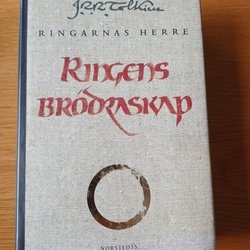 J.R.R. Tolkien
RINGARNAS HERRE
RINGENS
BRÖDRASKAP
NORSTEDTS